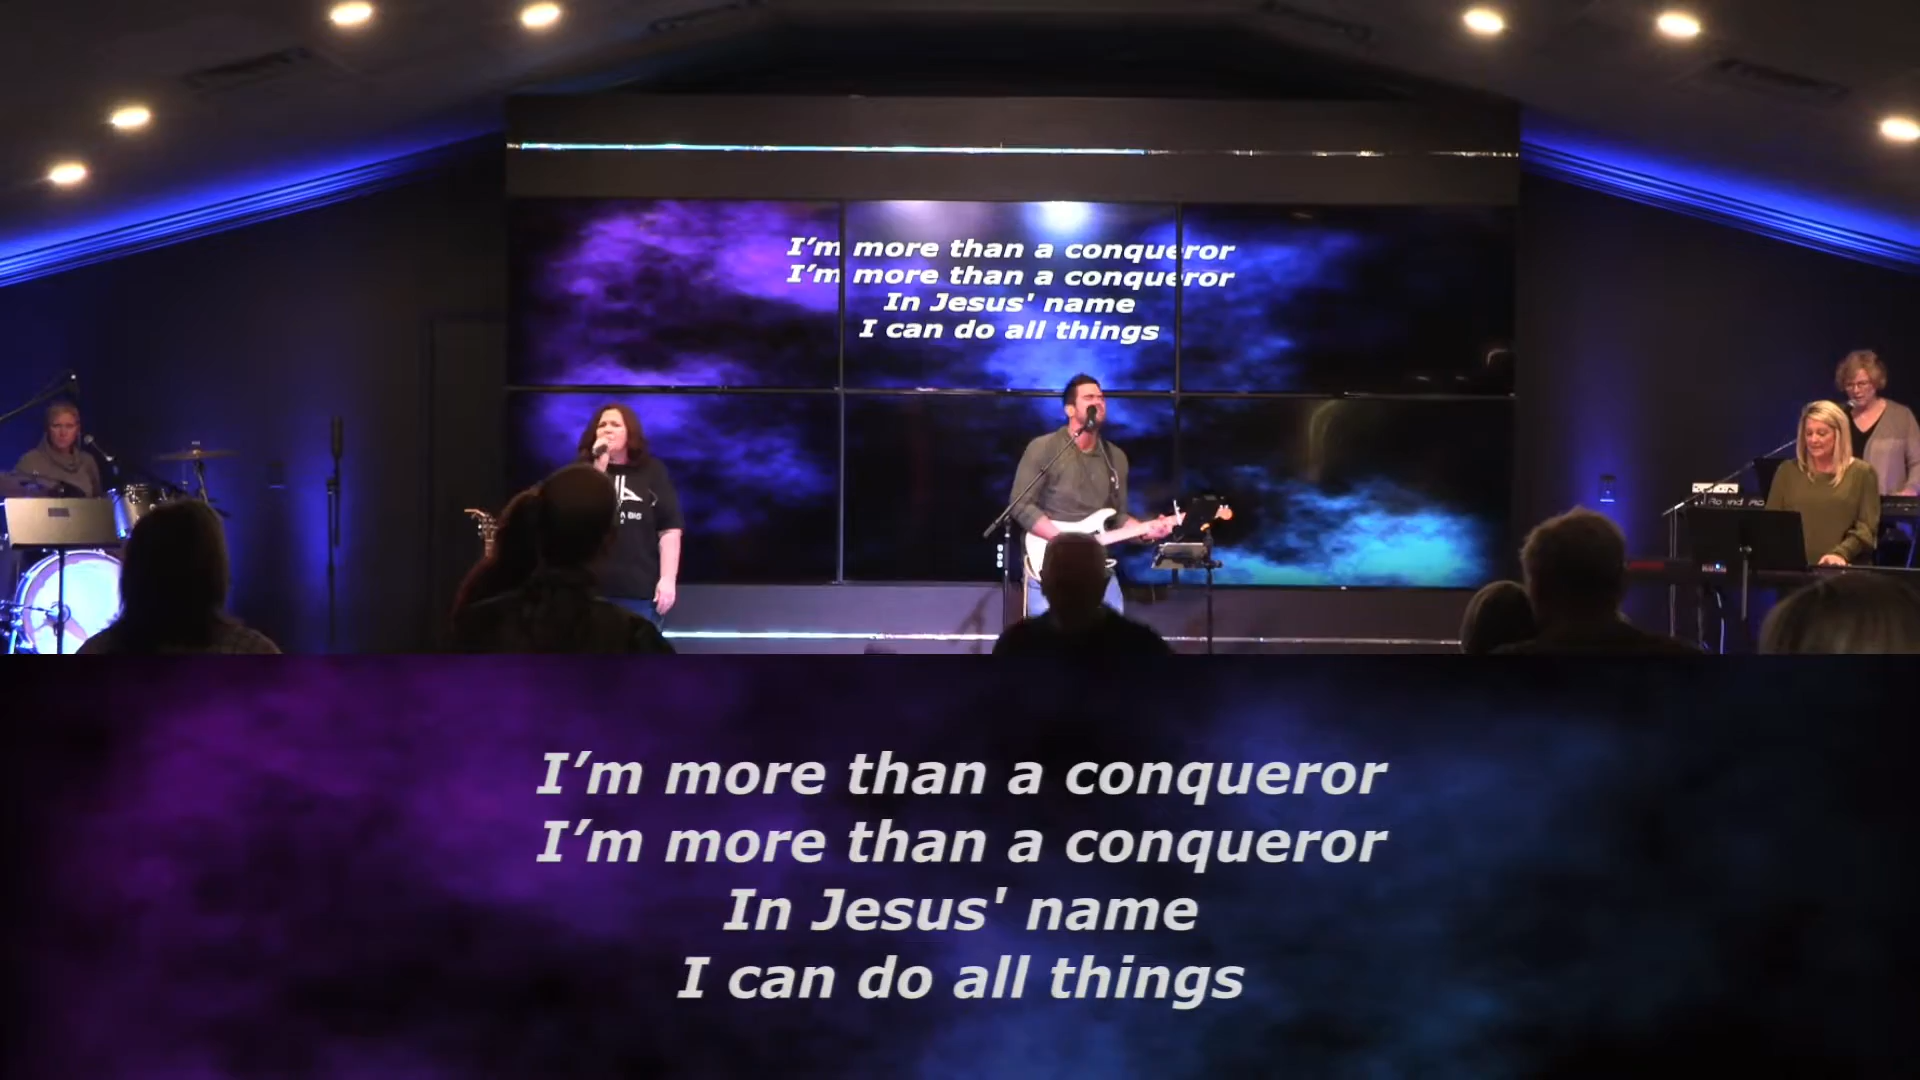 I'm more than a conqueror
I'm more than a conqueror
In Jesus' name
I can do all things
I’m more than a conqueror
I’m more than a conqueror
In Jesus' name
I can do all things